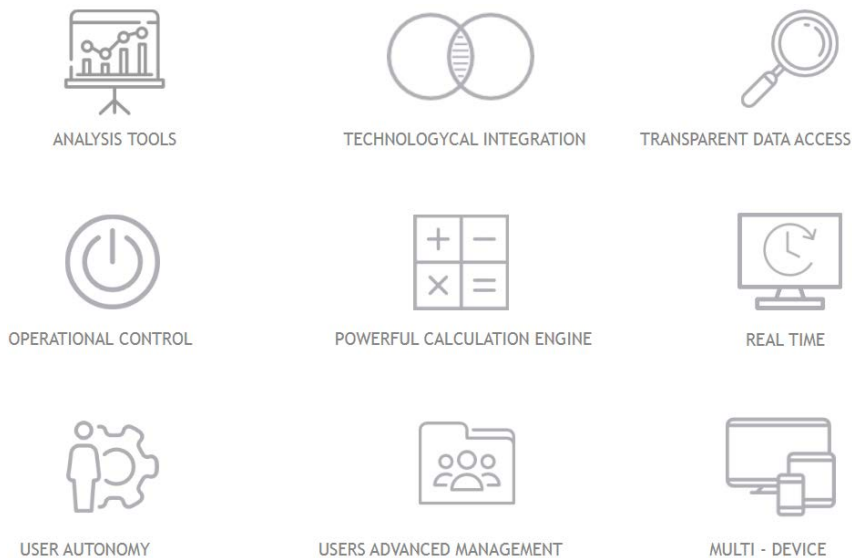 ANALYSIS TOOLS
TECHNOLOGYCAL INTEGRATION
TRANSPARENT DATA ACCESS
OPERATIONAL CONTROL
POWERFUL CALCULATION ENGINE
REAL TIME
USER AUTONOMY
USERS ADVANCED MANAGEMENT
MULTI - DEVICE